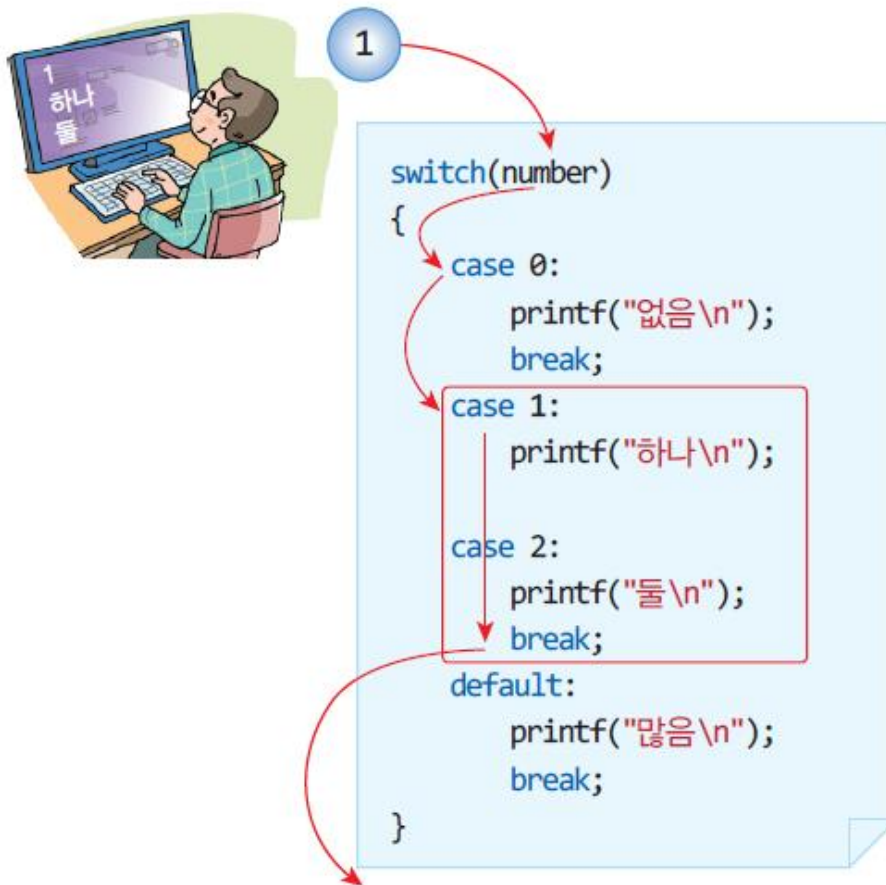 1
하나
둘
1
switch(number)
{
case 0:
printf("없음\n");
break;
case 1:
printf("하나\n");
case 2:
printf("둘\n");
break;
default:
printf("많음\n");
break;
}